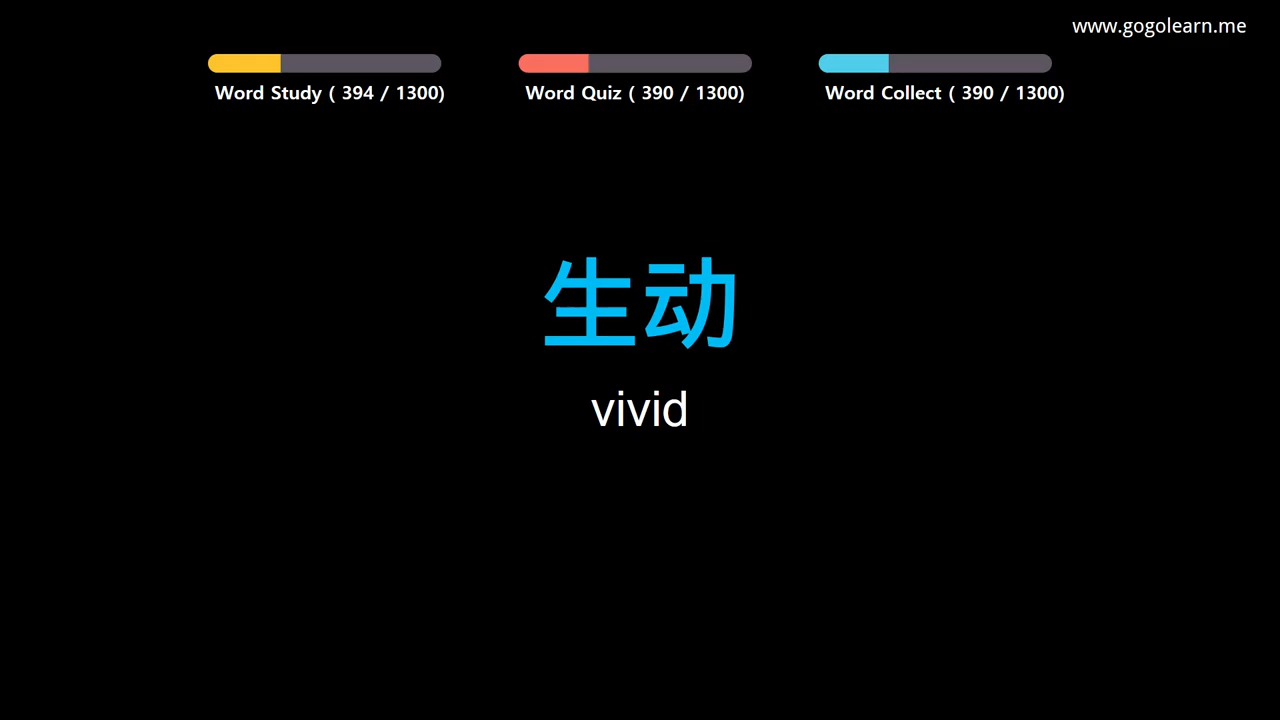 www.gogolearn.me
Word Study ( 394 / 1300)
Word Quiz ( 390 / 1300)
Word Collect ( 390 / 1300)
生动
vivid